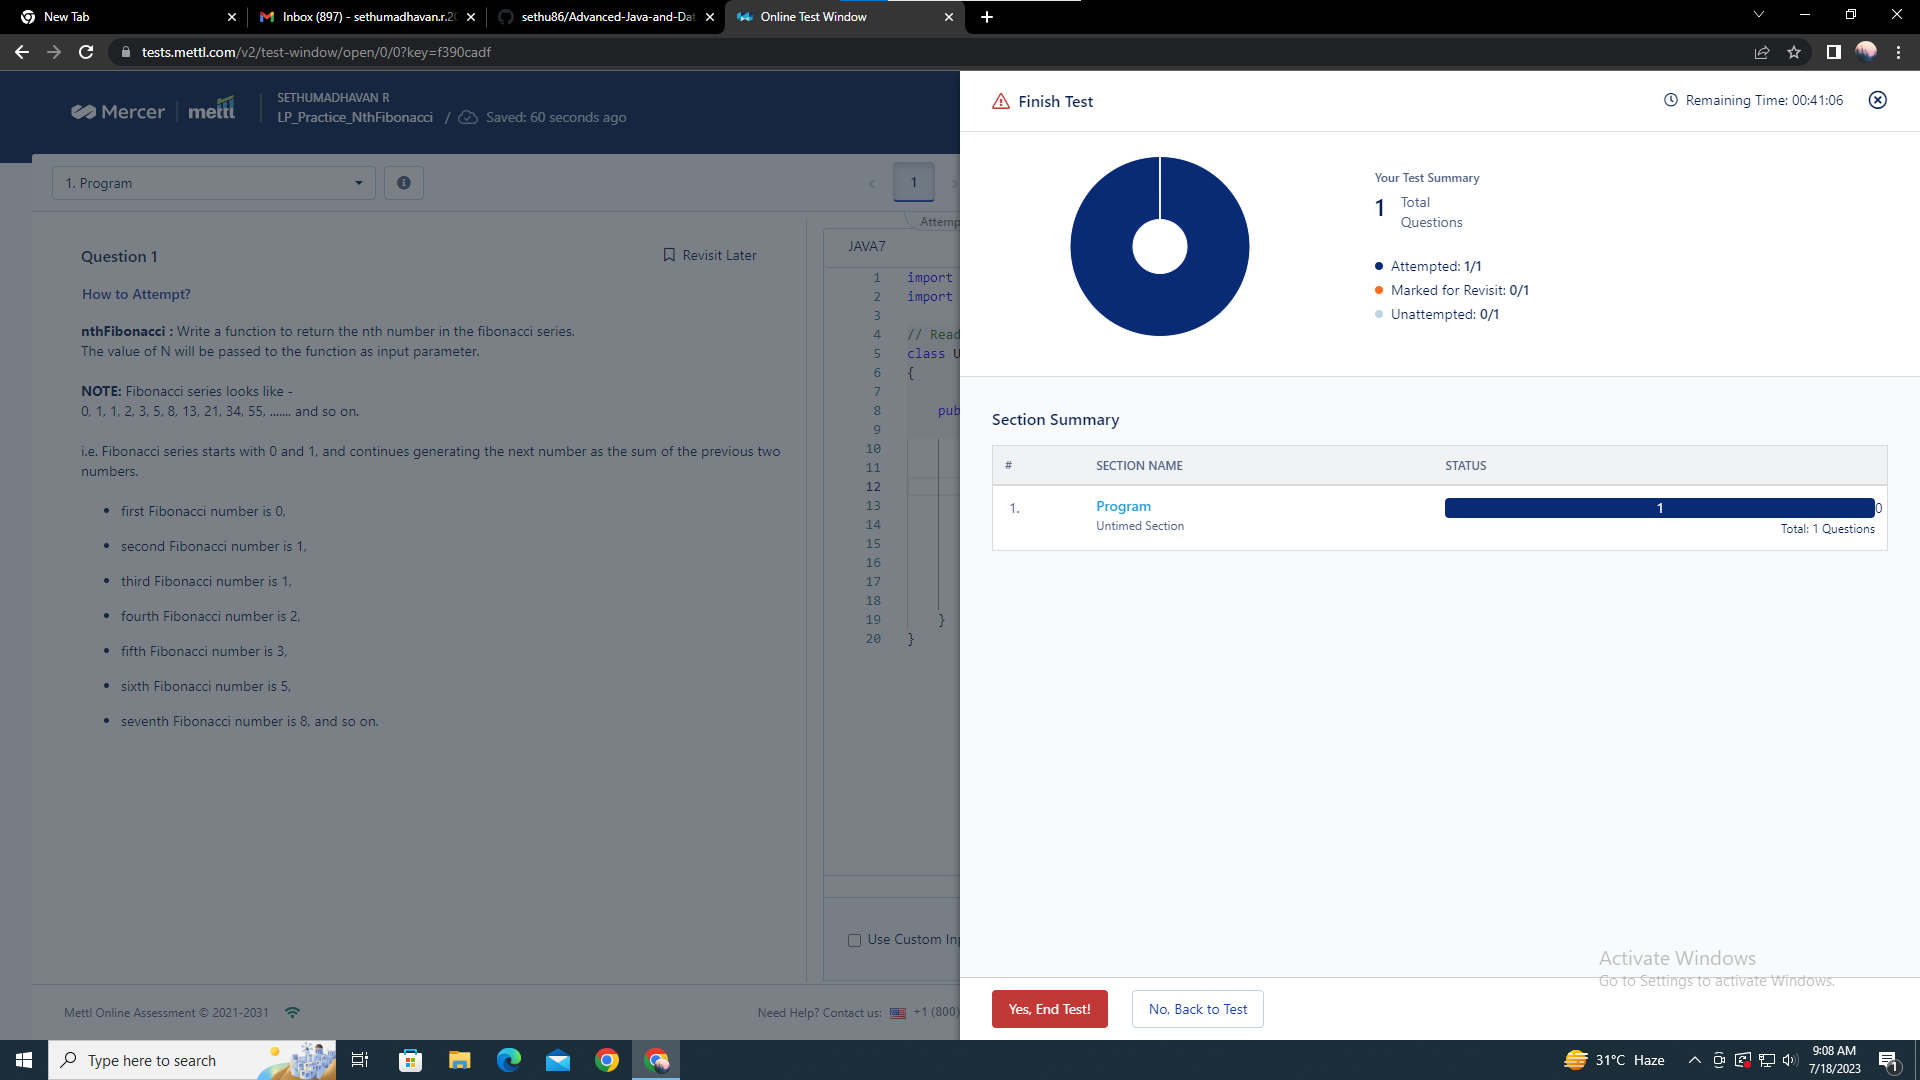 New Tab
Inbox (897) - sethumadhavan.r.20
sethu86/Advanced-Java-and-Dat
Online Test Window
tests.mettl.com/v2/test-window/open/0/0?key=f390cadf
Mercer
mettl
SETHUMADHAVAN R
LP_Practice_NthFibonacci / Saved: 60 seconds ago
1. Program
1
Attemp
Question 1
Revisit Later
How to Attempt?
nthFibonacci : Write a function to return the nth number in the fibonacci series.
The value of N will be passed to the function as input parameter.
NOTE: Fibonacci series looks like -
0, 1, 1, 2, 3, 5, 8, 13, 21, 34, 55, ....... and so on.
i.e. Fibonacci series starts with 0 and 1, and continues generating the next number as the sum of the previous two
numbers.
• first Fibonacci number is 0,
• second Fibonacci number is 1,
• third Fibonacci number is 1,
• fourth Fibonacci number is 2,
• fifth Fibonacci number is 3,
• sixth Fibonacci number is 5,
• seventh Fibonacci number is 8, and so on.
JAVA7
1 import
2 import
3
4 // Read
5 class U
6 {
7
8 pub
9
10
11
12
13
14
15
16
17
18
19 }
20 }
Use Custom Inp
Mettl Online Assessment © 2021-2031
Need Help? Contact us: +1 (800)
Finish Test
Remaining Time: 00:41:06
Your Test Summary
1 Total
Questions
Attempted: 1/1
Marked for Revisit: 0/1
Unattempted: 0/1
Section Summary
# SECTION NAME STATUS
1. Program 1 0
Untimed Section Total: 1 Questions
Activate Windows
Go to Settings to activate Windows.
Yes, End Test!
No, Back to Test
Type here to search
31°C Haze
9:08 AM
7/18/2023
1